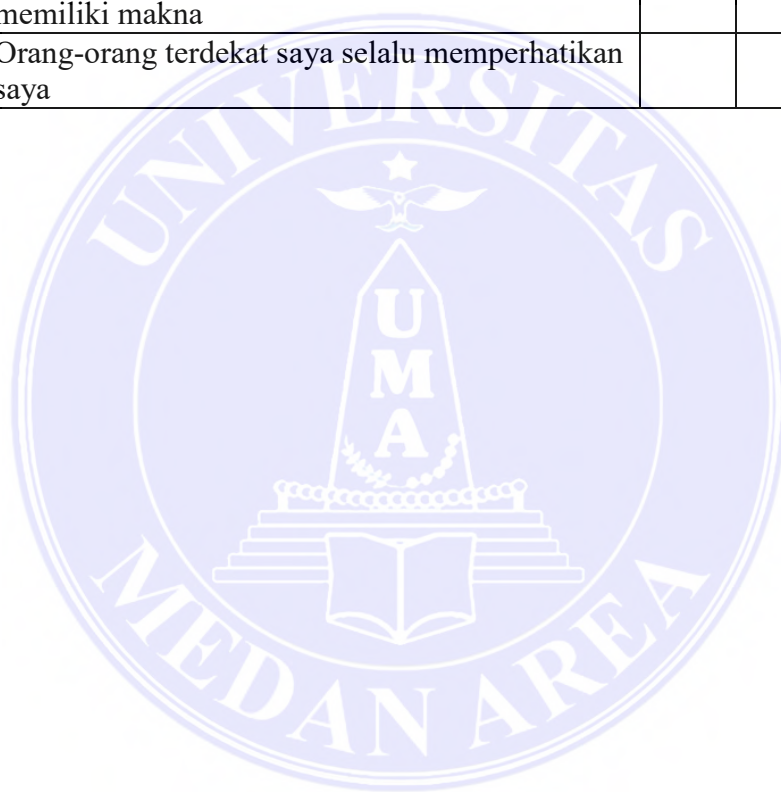 memiliki makna
Orang-orang terdekat saya selalu memperhatikan
saya
UNIVERSITAS
U
M
A
MEDAN AREA